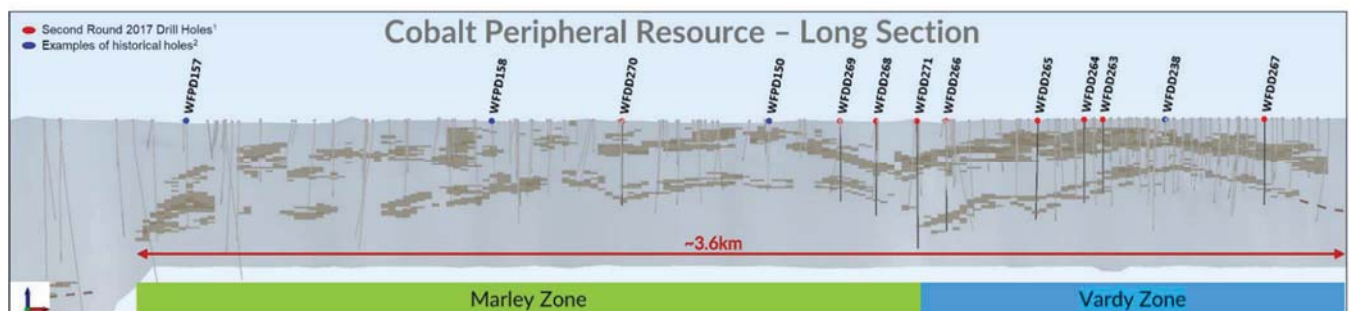 Cobalt Peripheral Resource – Long Section
Second Round 2017 Drill Holes¹
Examples of historical holes²
WFPD157
WFPD158
WFDD270
WFPD150
WFDD269
WFDD268
WFDD271
WFDD266
WFDD265
WFDD264
WFDD263
WFDD238
WFDD267
~3.6km
Marley Zone
Vardy Zone